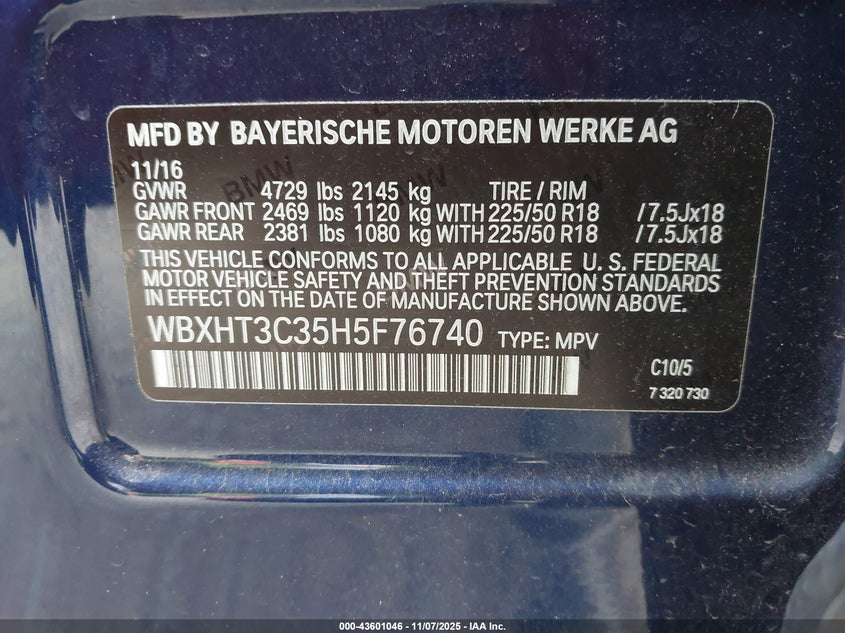 MFD BY BAYERISCHE MOTOREN WERKE AG
11/16
GVWR 4729 lbs 2145 kg TIRE / RIM
GAWR FRONT 2469 lbs 1120 kg WITH 225/50 R18 / 7.5Jx18
GAWR REAR 2381 lbs 1080 kg WITH 225/50 R18 / 7.5Jx18
THIS VEHICLE CONFORMS TO ALL APPLICABLE U. S. FEDERAL
MOTOR VEHICLE SAFETY AND THEFT PREVENTION STANDARDS
IN EFFECT ON THE DATE OF MANUFACTURE SHOWN ABOVE.
WBXHT3C35H5F76740 TYPE: MPV
C10/5
7 320 730
000-43601046 - 11/07/2025 - IAA Inc.